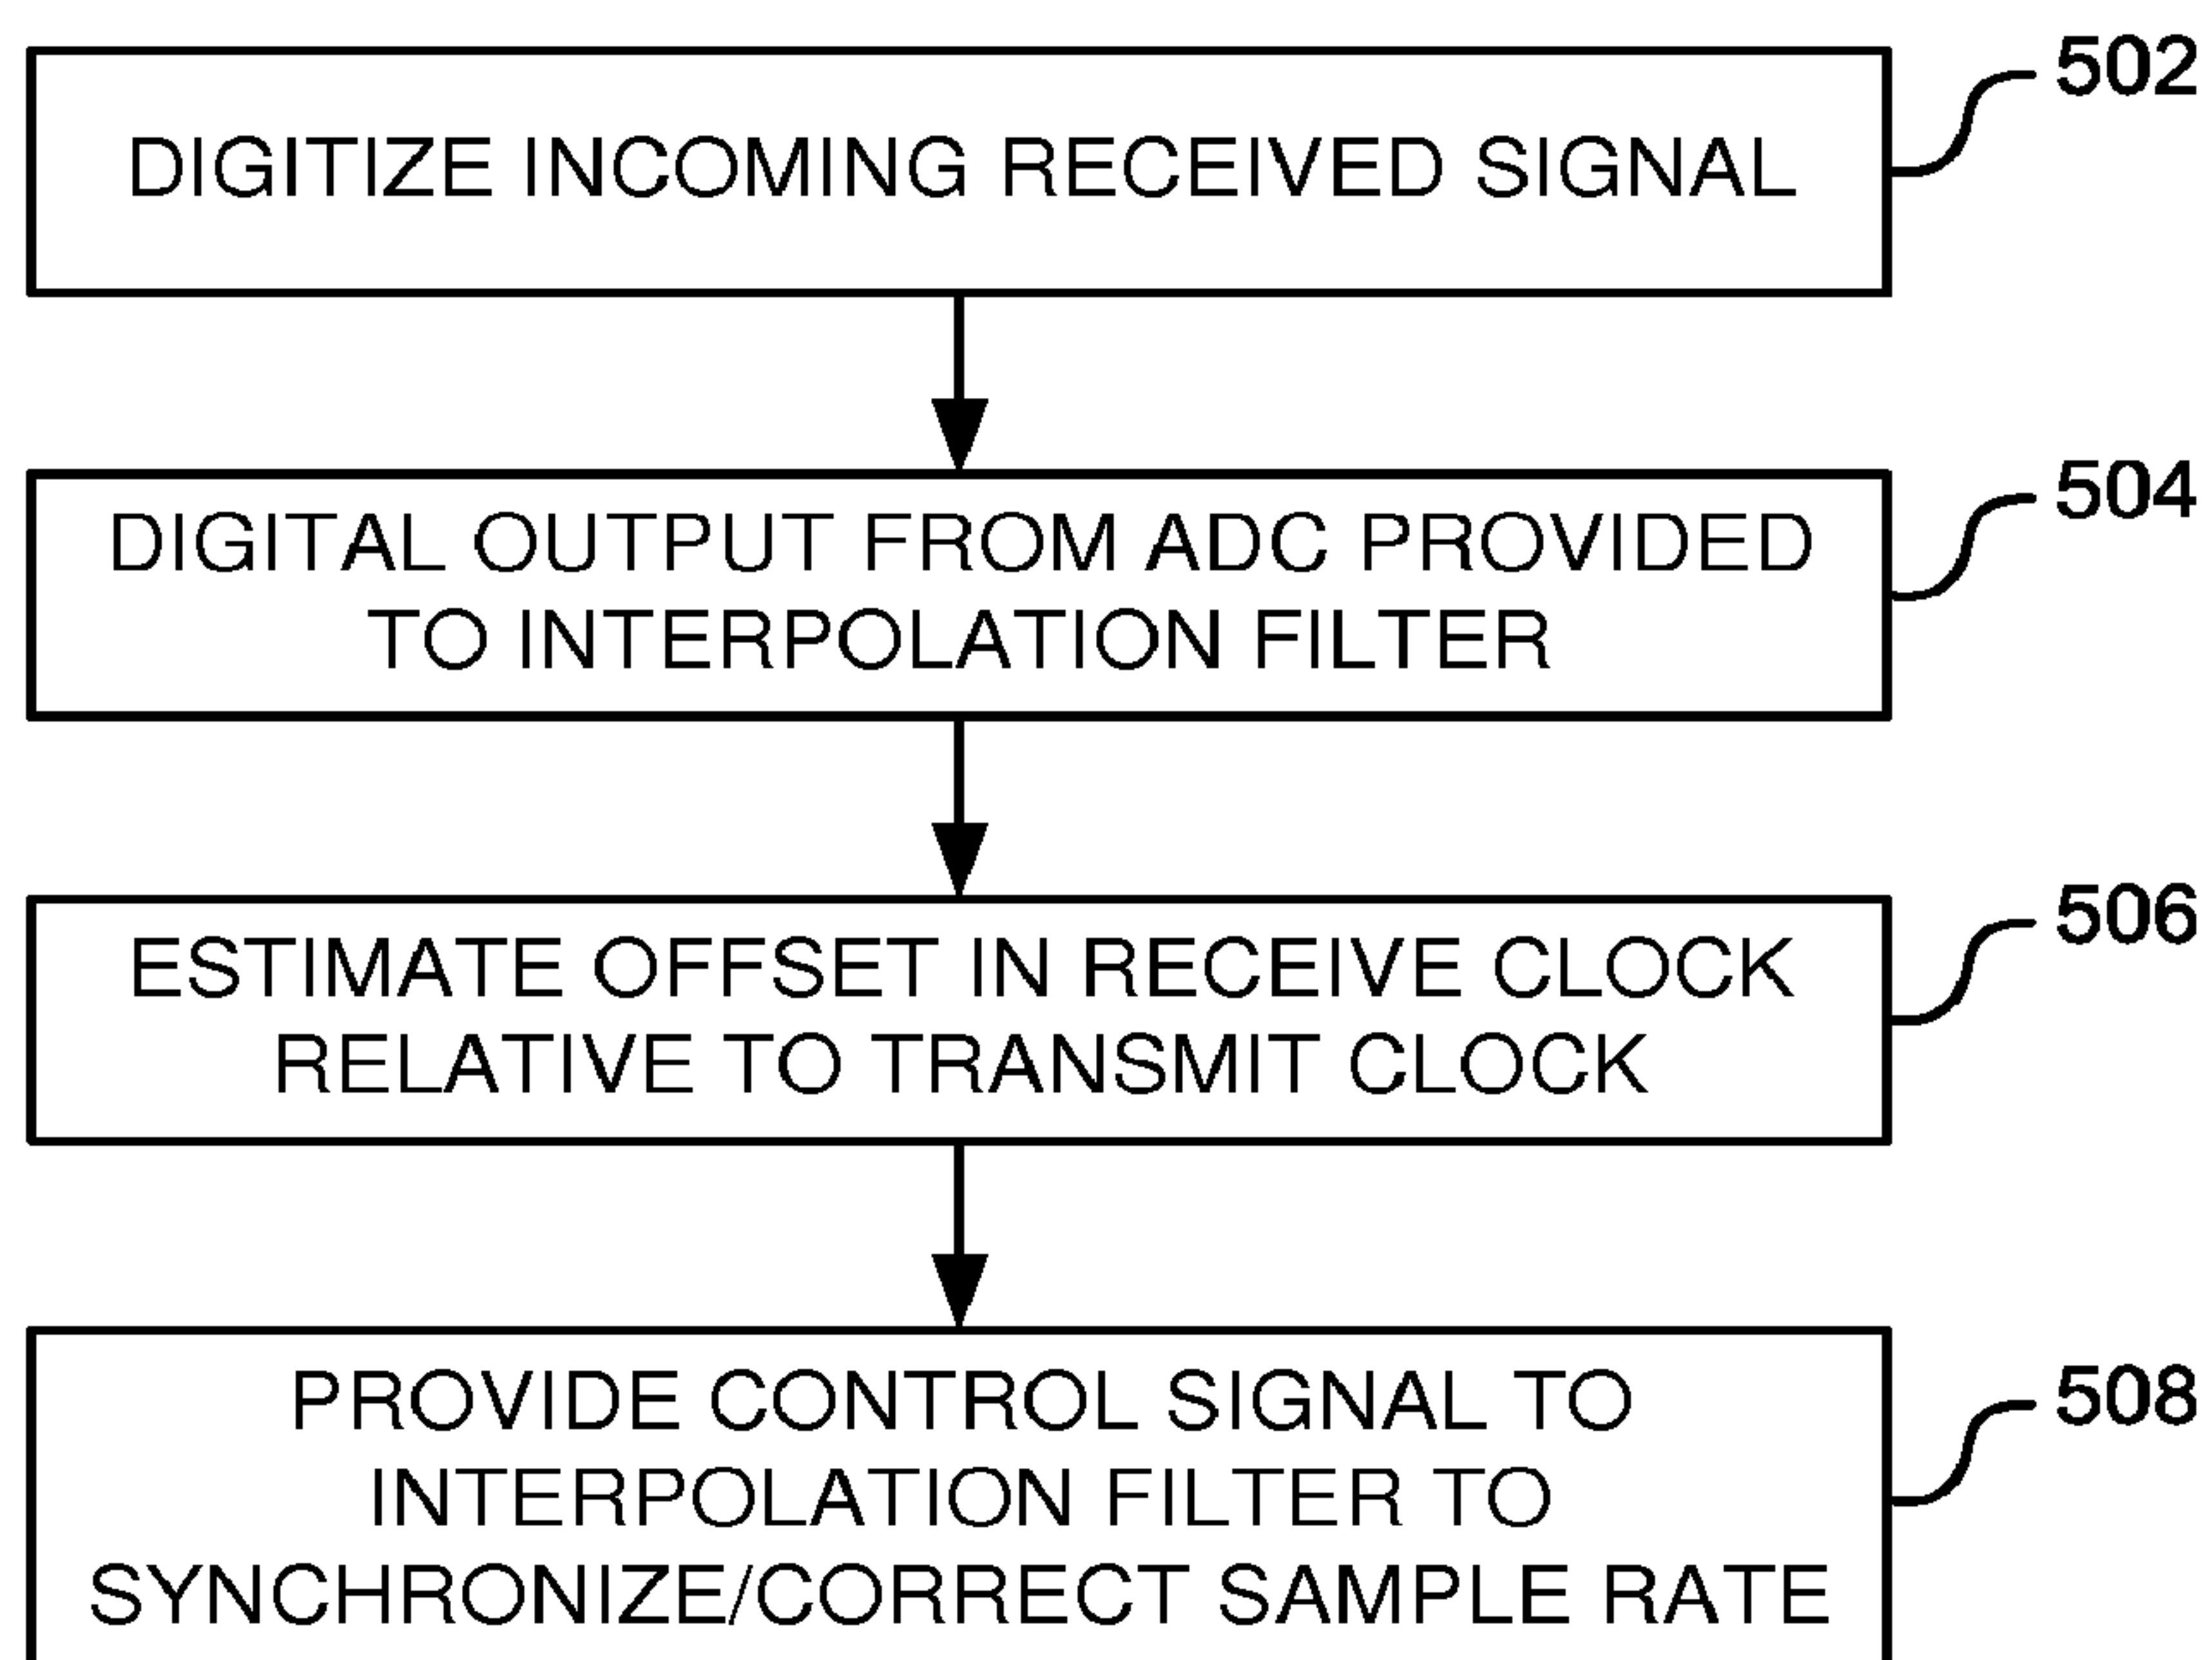 502
DIGITIZE INCOMING RECEIVED SIGNAL
504
DIGITAL OUTPUT FROM ADC PROVIDED
TO INTERPOLATION FILTER
506
ESTIMATE OFFSET IN RECEIVE CLOCK
RELATIVE TO TRANSMIT CLOCK
508
PROVIDE CONTROL SIGNAL TO
INTERPOLATION FILTER TO
SYNCHRONIZE/CORRECT SAMPLE RATE